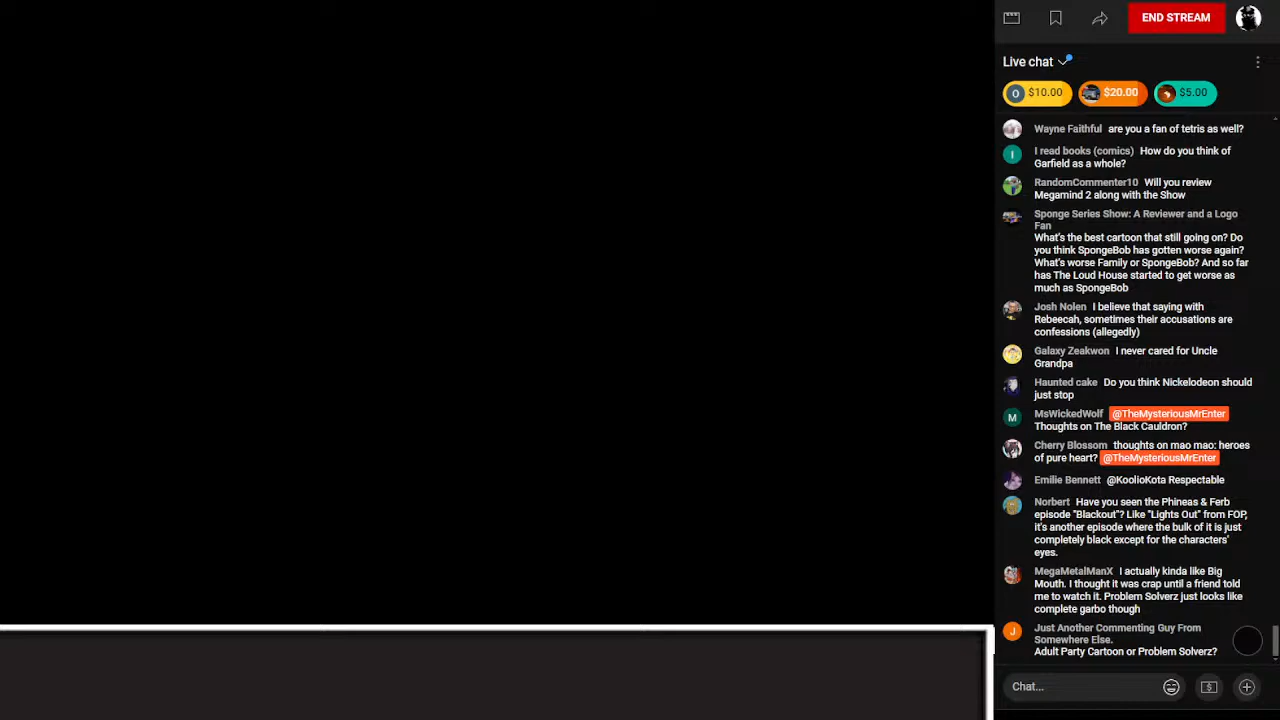 END STREAM
Live chat
O $10.00 $20.00 $5.00
Wayne Faithful are you a fan of tetris as well?
I
I read books (comics) How do you think of
Garfield as a whole?
RandomCommenter10 Will you review
Megamind 2 along with the Show
Sponge Series Show: A Reviewer and a Logo
Fan
What's the best cartoon that still going on? Do
you think SpongeBob has gotten worse again?
What's worse Family or SpongeBob? And so far
has The Loud House started to get worse as
much as SpongeBob
Josh Nolen I believe that saying with
Rebeecah, sometimes their accusations are
confessions (allegedly)
Galaxy Zeakwon I never cared for Uncle
Grandpa
Haunted cake Do you think Nickelodeon should
just stop
M
MsWickedWolf @TheMysteriousMrEnter
Thoughts on The Black Cauldron?
Cherry Blossom thoughts on mao mao: heroes
of pure heart? @TheMysteriousMrEnter
Emilie Bennett @KoolioKota Respectable
Norbert Have you seen the Phineas & Ferb
episode "Blackout"? Like "Lights Out" from FOP,
it's another episode where the bulk of it is just
completely black except for the characters'
eyes.
MegaMetalManX I actually kinda like Big
Mouth. I thought it was crap until a friend told
me to watch it. Problem Solverz just looks like
complete garbo though
J
Just Another Commenting Guy From
Somewhere Else.
Adult Party Cartoon or Problem Solverz?
Chat...